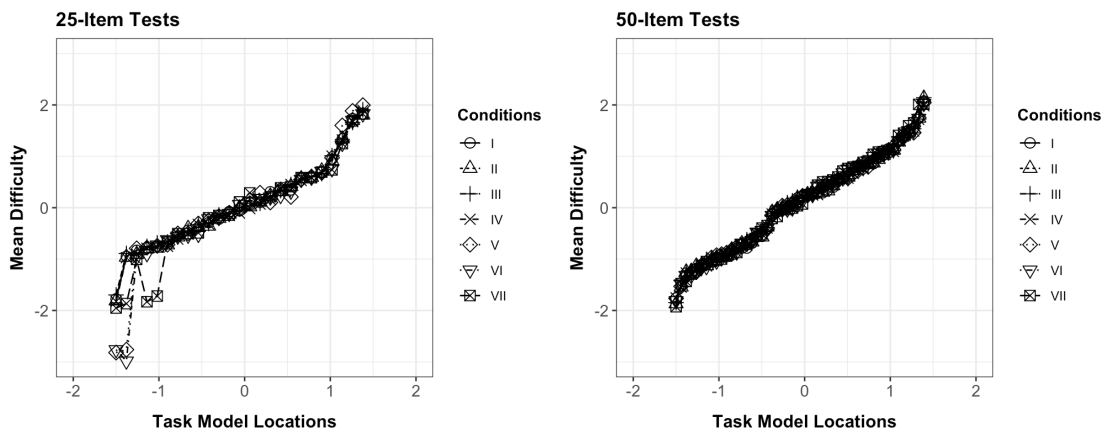 25-Item Tests
Mean Difficulty
2
0
-2
-2
-1
0
1
2
Task Model Locations
Conditions
I
II
III
IV
V
VI
VII
50-Item Tests
Mean Difficulty
2
0
-2
-2
-1
0
1
2
Task Model Locations
Conditions
I
II
III
IV
V
VI
VII